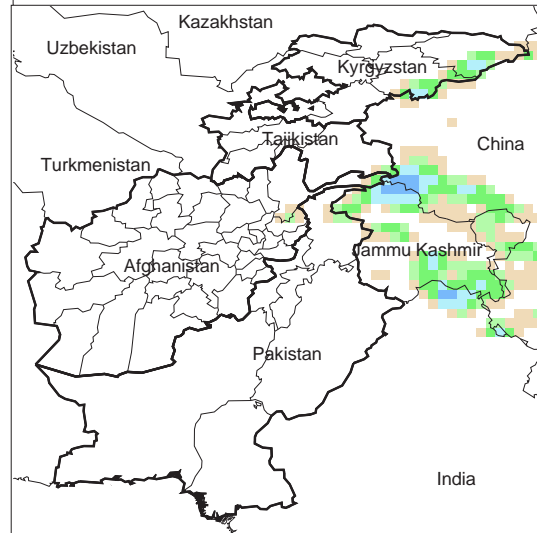 Kazakhstan
Uzbekistan
Kyrgyzstan
Tajikistan
China
Turkmenistan
Jammu Kashmir
Afghanistan
Pakistan
India